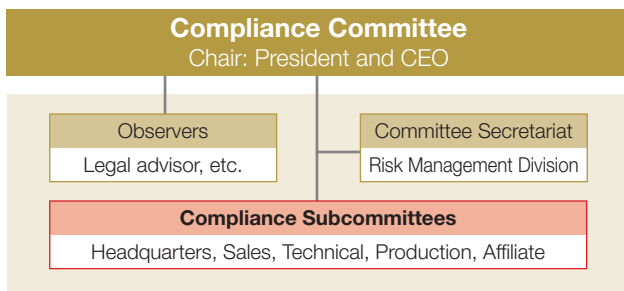 Compliance Committee
Chair: President and CEO
Observers
Legal advisor, etc.
Committee Secretariat
Risk Management Division
Compliance Subcommittees
Headquarters, Sales, Technical, Production, Affiliate